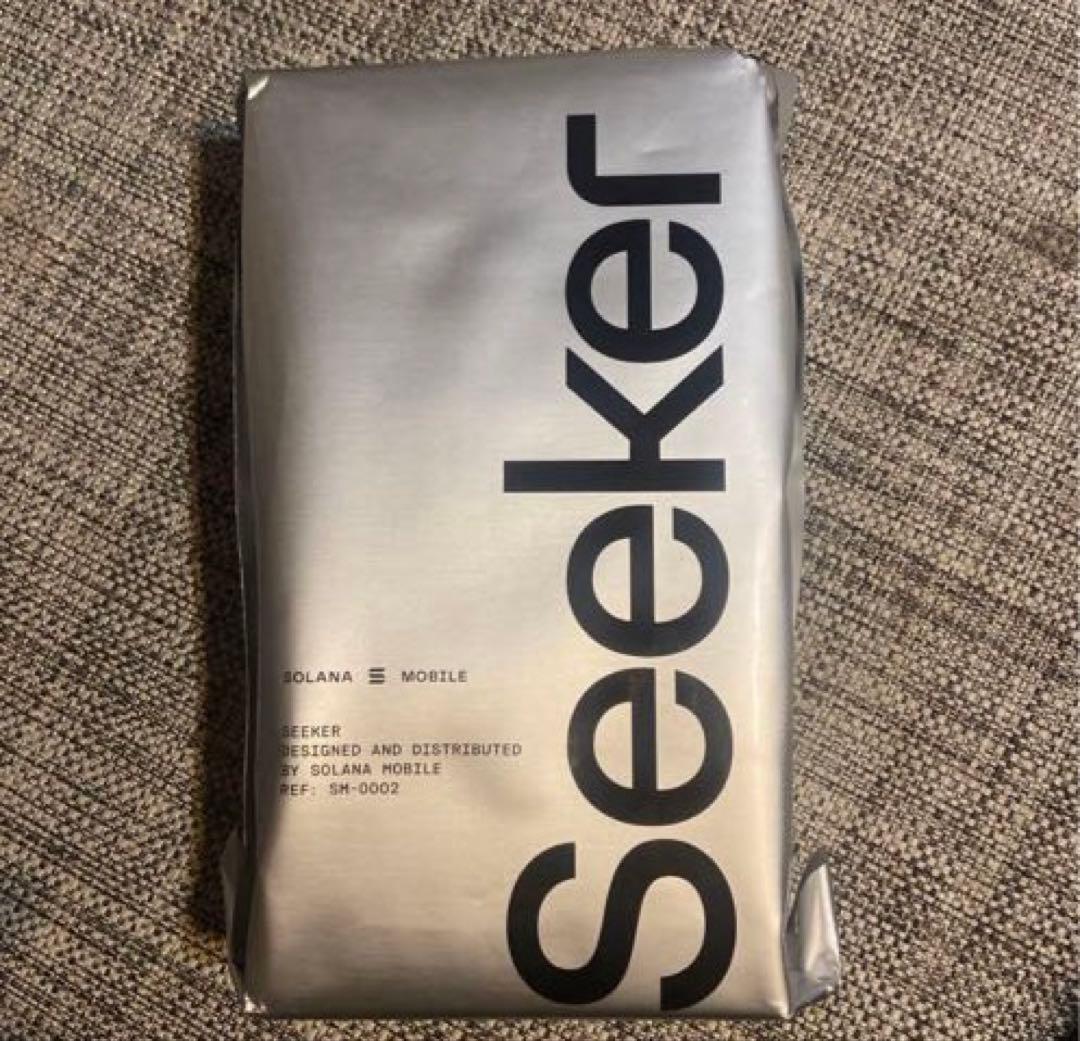 Seeker
SOLANA MOBILE
SEEKER
DESIGNED AND DISTRIBUTED
BY SOLANA MOBILE
REF: SM-0002